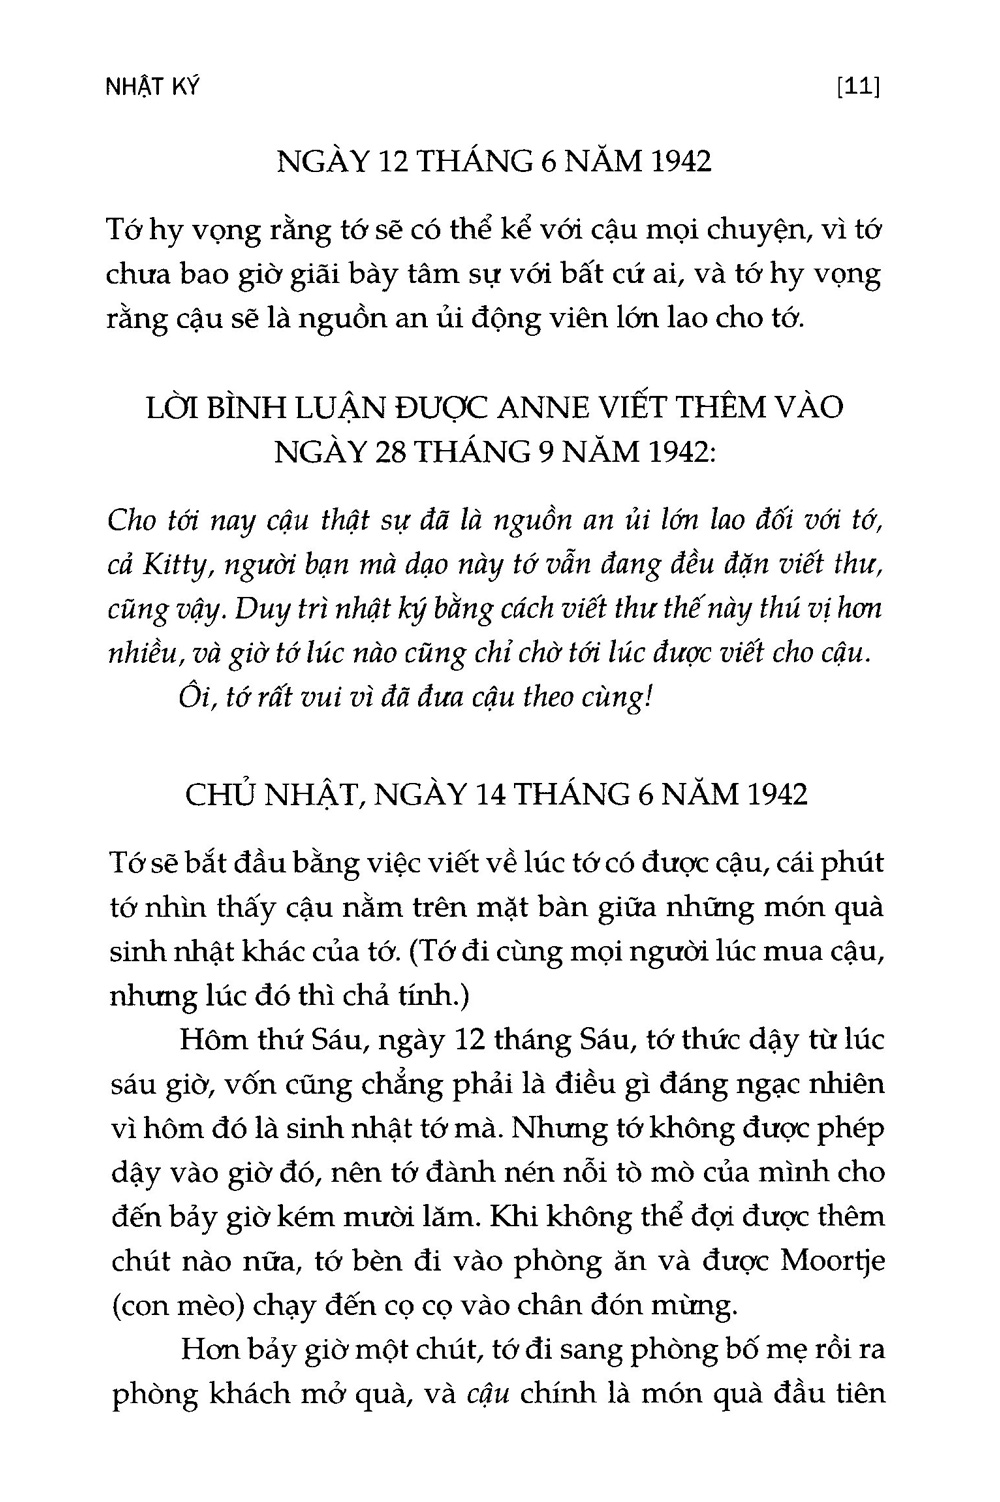 NHẬT KÝ [11]
NGÀY 12 THÁNG 6 NĂM 1942
Tớ hy vọng rằng tớ sẽ có thể kể với cậu mọi chuyện, vì tớ
chưa bao giờ giãi bày tâm sự với bất cứ ai, và tớ hy vọng
rằng cậu sẽ là nguồn an ủi động viên lớn lao cho tớ.
LỜI BÌNH LUẬN ĐƯỢC ANNE VIẾT THÊM VÀO
NGÀY 28 THÁNG 9 NĂM 1942:
Cho tới nay cậu thật sự đã là nguồn an ủi lớn lao đối với tớ,
cả Kitty, người bạn mà dạo này tớ vẫn đang đều đặn viết thư,
cũng vậy. Duy trì nhật ký bằng cách viết thư thế này thú vị hơn
nhiều, và giờ tớ lúc nào cũng chỉ chờ tới lúc được viết cho cậu.
Ôi, tớ rất vui vì đã đưa cậu theo cùng!
CHỦ NHẬT, NGÀY 14 THÁNG 6 NĂM 1942
Tớ sẽ bắt đầu bằng việc viết về lúc tớ có được cậu, cái phút
tớ nhìn thấy cậu nằm trên mặt bàn giữa những món quà
sinh nhật khác của tớ. (Tớ đi cùng mọi người lúc mua cậu,
nhưng lúc đó thì chả tính.)
Hôm thứ Sáu, ngày 12 tháng Sáu, tớ thức dậy từ lúc
sáu giờ, vốn cũng chẳng phải là điều gì đáng ngạc nhiên
vì hôm đó là sinh nhật tớ mà. Nhưng tớ không được phép
dậy vào giờ đó, nên tớ đành nén nỗi tò mò của mình cho
đến bảy giờ kém mười lăm. Khi không thể đợi được thêm
chút nào nữa, tớ bèn đi vào phòng ăn và được Moortje
(con mèo) chạy đến cọ cọ vào chân đón mừng.
Hơn bảy giờ một chút, tớ đi sang phòng bố mẹ rồi ra
phòng khách mở quà, và cậu chính là món quà đầu tiên